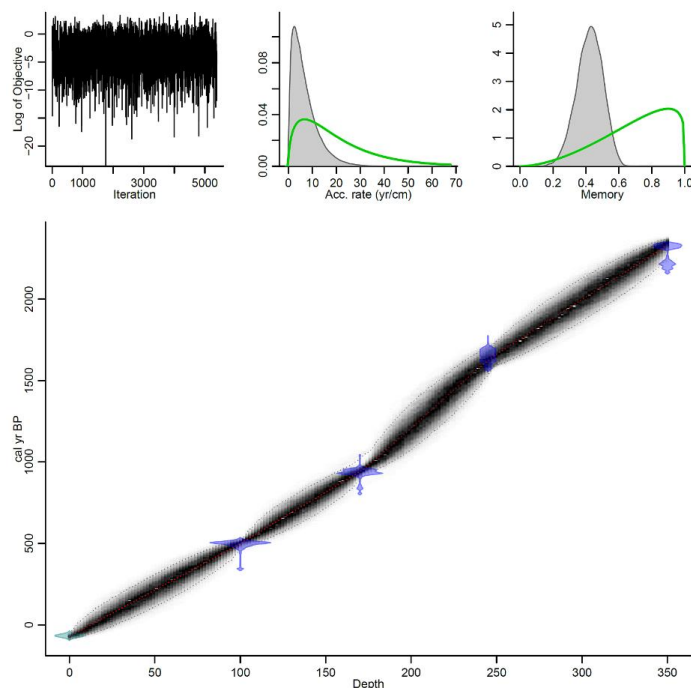 Log of Objective
0
−5
−10
−20
0 1000 3000 5000
Iteration
0.00 0.04 0.08
0 10 20 30 40 50 60 70
Acc. rate (yr/cm)
0 1 2 3 4 5
0.0 0.2 0.4 0.6 0.8 1.0
Memory
cal yr BP
2000
1500
1000
500
0
0 50 100 150 200 250 300 350
Depth